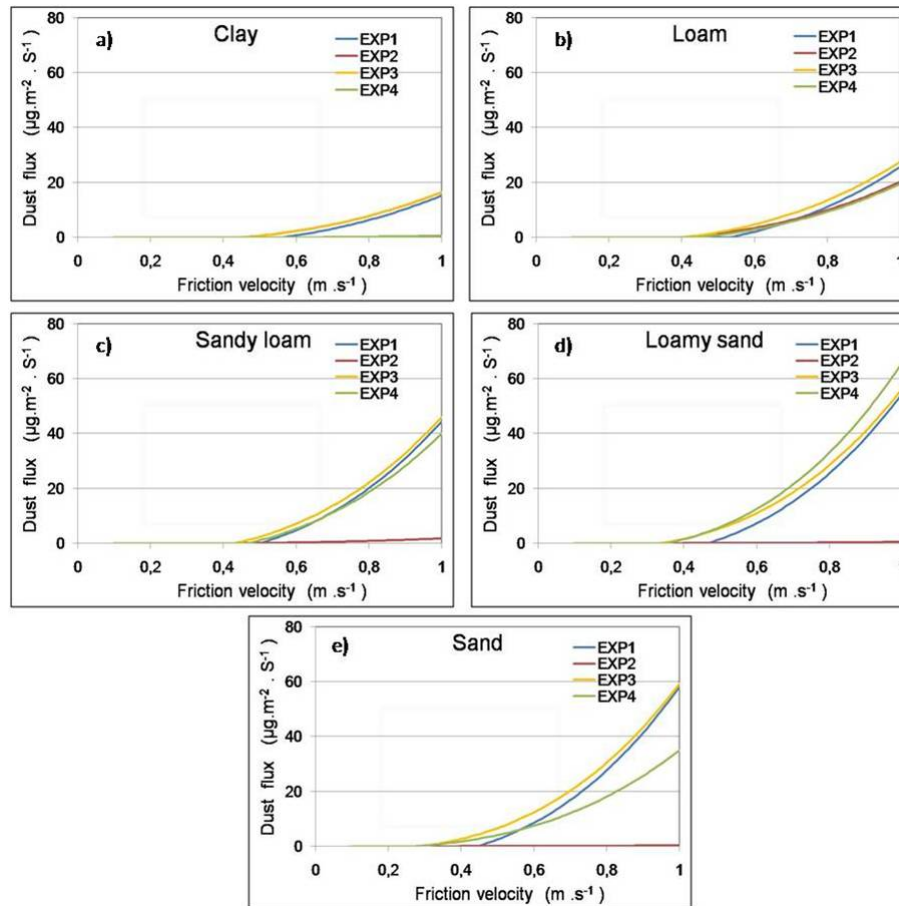 a) Clay
EXP1
EXP2
EXP3
EXP4
Dust flux (µg.m-2 . S-1 )
80
60
40
20
0
0 0,2 0,4 0,6 0,8 1
Friction velocity (m .s-1 )
b) Loam
EXP1
EXP2
EXP3
EXP4
Dust flux (µg.m-2 . S-1 )
80
60
40
20
0
0 0,2 0,4 0,6 0,8 1
Friction velocity (m .s-1 )
c) Sandy loam
EXP1
EXP2
EXP3
EXP4
Dust flux (µg.m-2 . S-1 )
80
60
40
20
0
0 0,2 0,4 0,6 0,8 1
Friction velocity (m .s-1 )
d) Loamy sand
EXP1
EXP2
EXP3
EXP4
Dust flux (µg.m-2 . S-1 )
80
60
40
20
0
0 0,2 0,4 0,6 0,8 1
Friction velocity (m .s-1 )
e) Sand
EXP1
EXP2
EXP3
EXP4
Dust flux (µg.m-2 . S-1 )
80
60
40
20
0
0 0,2 0,4 0,6 0,8 1
Friction velocity (m .s-1 )